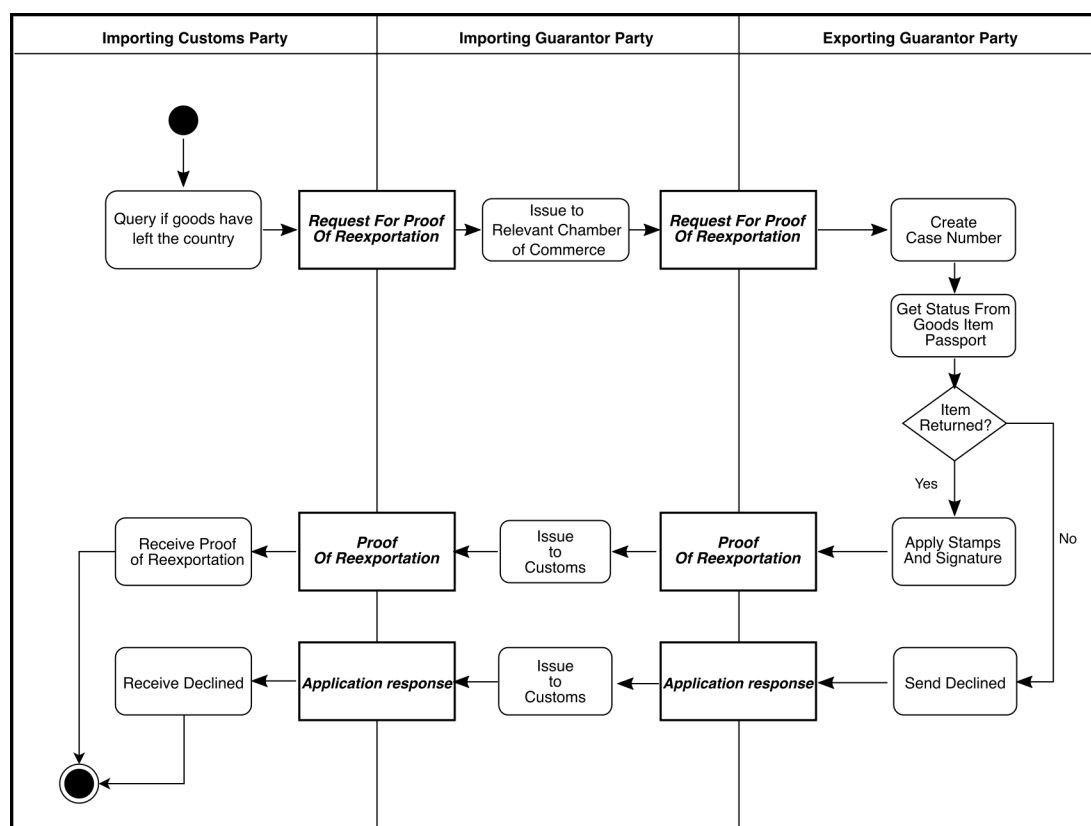 Importing Customs Party
Importing Guarantor Party
Exporting Guarantor Party
Query if goods have
left the country
Request For Proof
Of Reexportation
Issue to
Relevant Chamber
of Commerce
Request For Proof
Of Reexportation
Create
Case Number
Get Status From
Goods Item
Passport
Item
Returned?
Yes
No
Receive Proof
of Reexportation
Proof
Of Reexportation
Issue
to
Customs
Proof
Of Reexportation
Apply Stamps
And Signature
Receive Declined
Application response
Issue
to
Customs
Application response
Send Declined